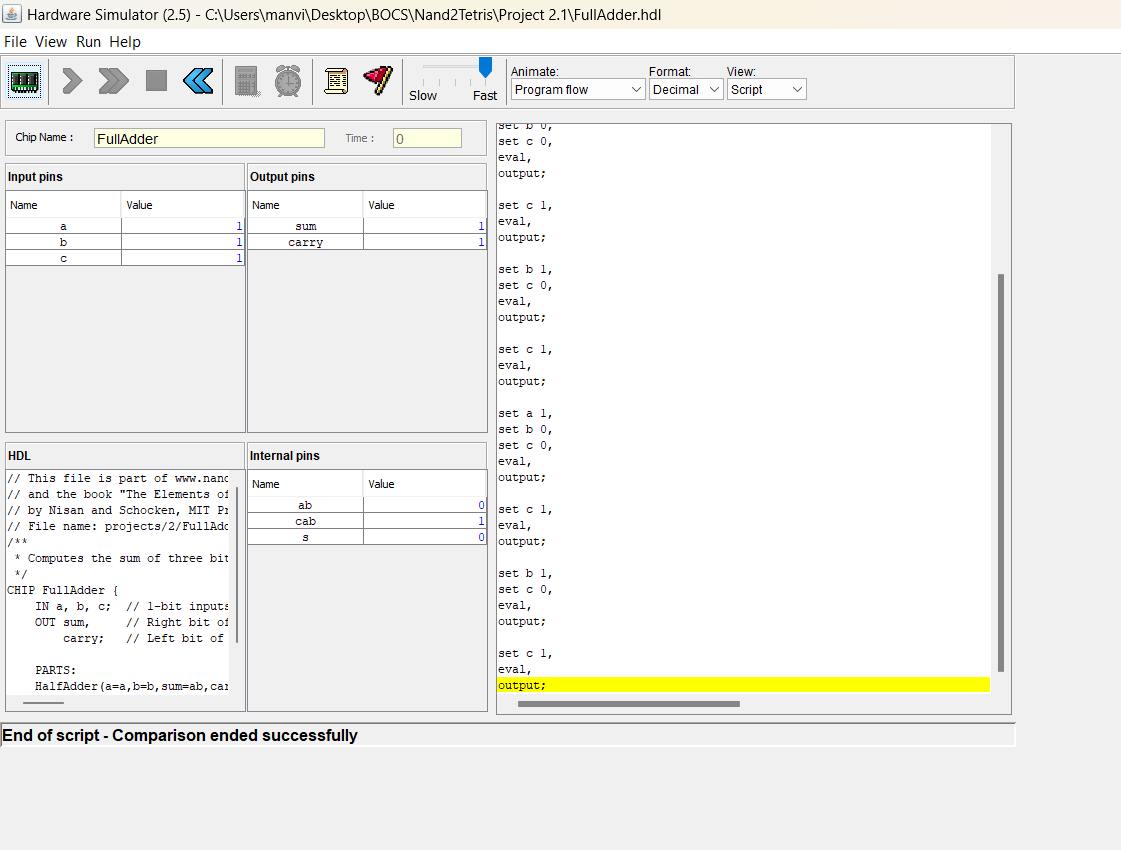 Hardware Simulator (2.5) - C:\Users\manvi\Desktop\BOCS\Nand2Tetris\Project 2.1\FullAdder.hdl
File View Run Help
Slow Fast
Animate: Format: View:
Program flow Decimal Script
Chip Name : FullAdder Time : 0
Input pins
Name Value
a 1
b 1
c 1
Output pins
Name Value
sum 1
carry 1
HDL
// This file is part of www.nand
// and the book "The Elements of
// by Nisan and Schocken, MIT Pr
// File name: projects/2/FullAdd
/**
* Computes the sum of three bit
*/
CHIP FullAdder {
IN a, b, c; // 1-bit inputs
OUT sum, // Right bit of
carry; // Left bit of
PARTS:
HalfAdder(a=a,b=b,sum=ab,car
Internal pins
Name Value
ab 0
cab 1
s 0
set b 0,
set c 0,
eval,
output;
set c 1,
eval,
output;
set b 1,
set c 0,
eval,
output;
set c 1,
eval,
output;
set a 1,
set b 0,
set c 0,
eval,
output;
set c 1,
eval,
output;
set b 1,
set c 0,
eval,
output;
set c 1,
eval,
output;
End of script - Comparison ended successfully